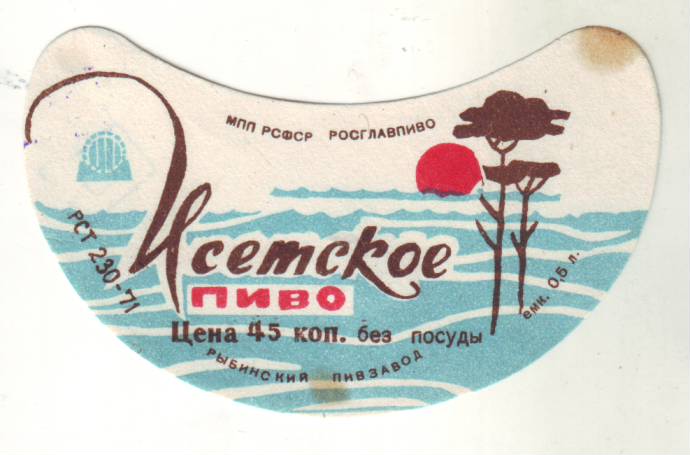 МПП РСФСР РОСГЛАВПИВО
РСТ 230-71
Исетское
ПИВО
емк. 0,5 л.
Цена 45 коп. без посуды
РЫБИНСКИЙ ПИВЗАВОД